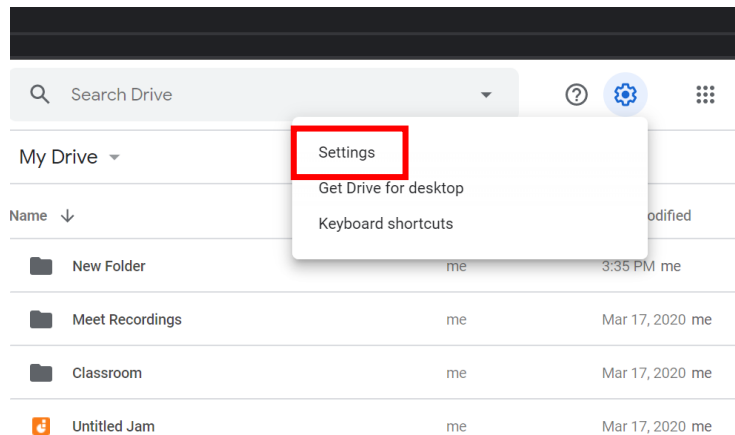 Search Drive
My Drive
Settings
Get Drive for desktop
Name
Keyboard shortcuts
odified
New Folder me 3:35 PM me
Meet Recordings me Mar 17, 2020 me
Classroom me Mar 17, 2020 me
Untitled Jam me Mar 17, 2020 me